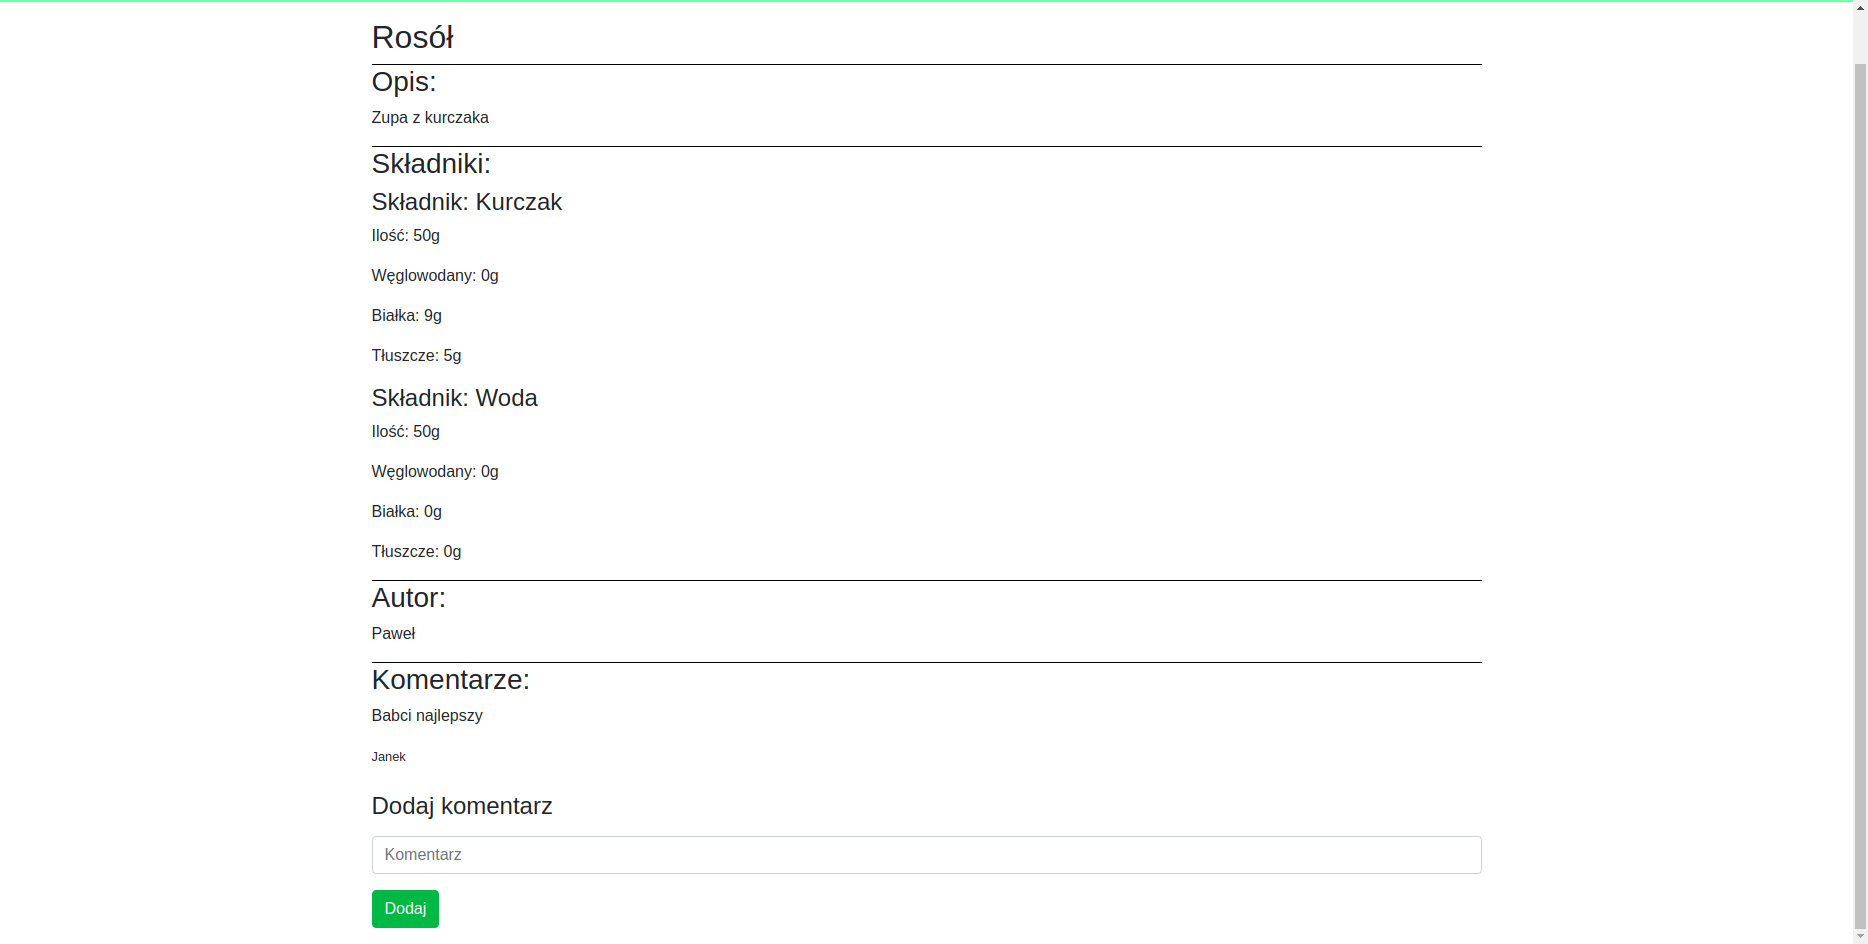 Rosół
Opis:
Zupa z kurczaka
Składniki:
Składnik: Kurczak
Ilość: 50g
Węglowodany: 0g
Białka: 9g
Tłuszcze: 5g
Składnik: Woda
Ilość: 50g
Węglowodany: 0g
Białka: 0g
Tłuszcze: 0g
Autor:
Paweł
Komentarze:
Babci najlepszy
Janek
Dodaj komentarz
Komentarz
Dodaj